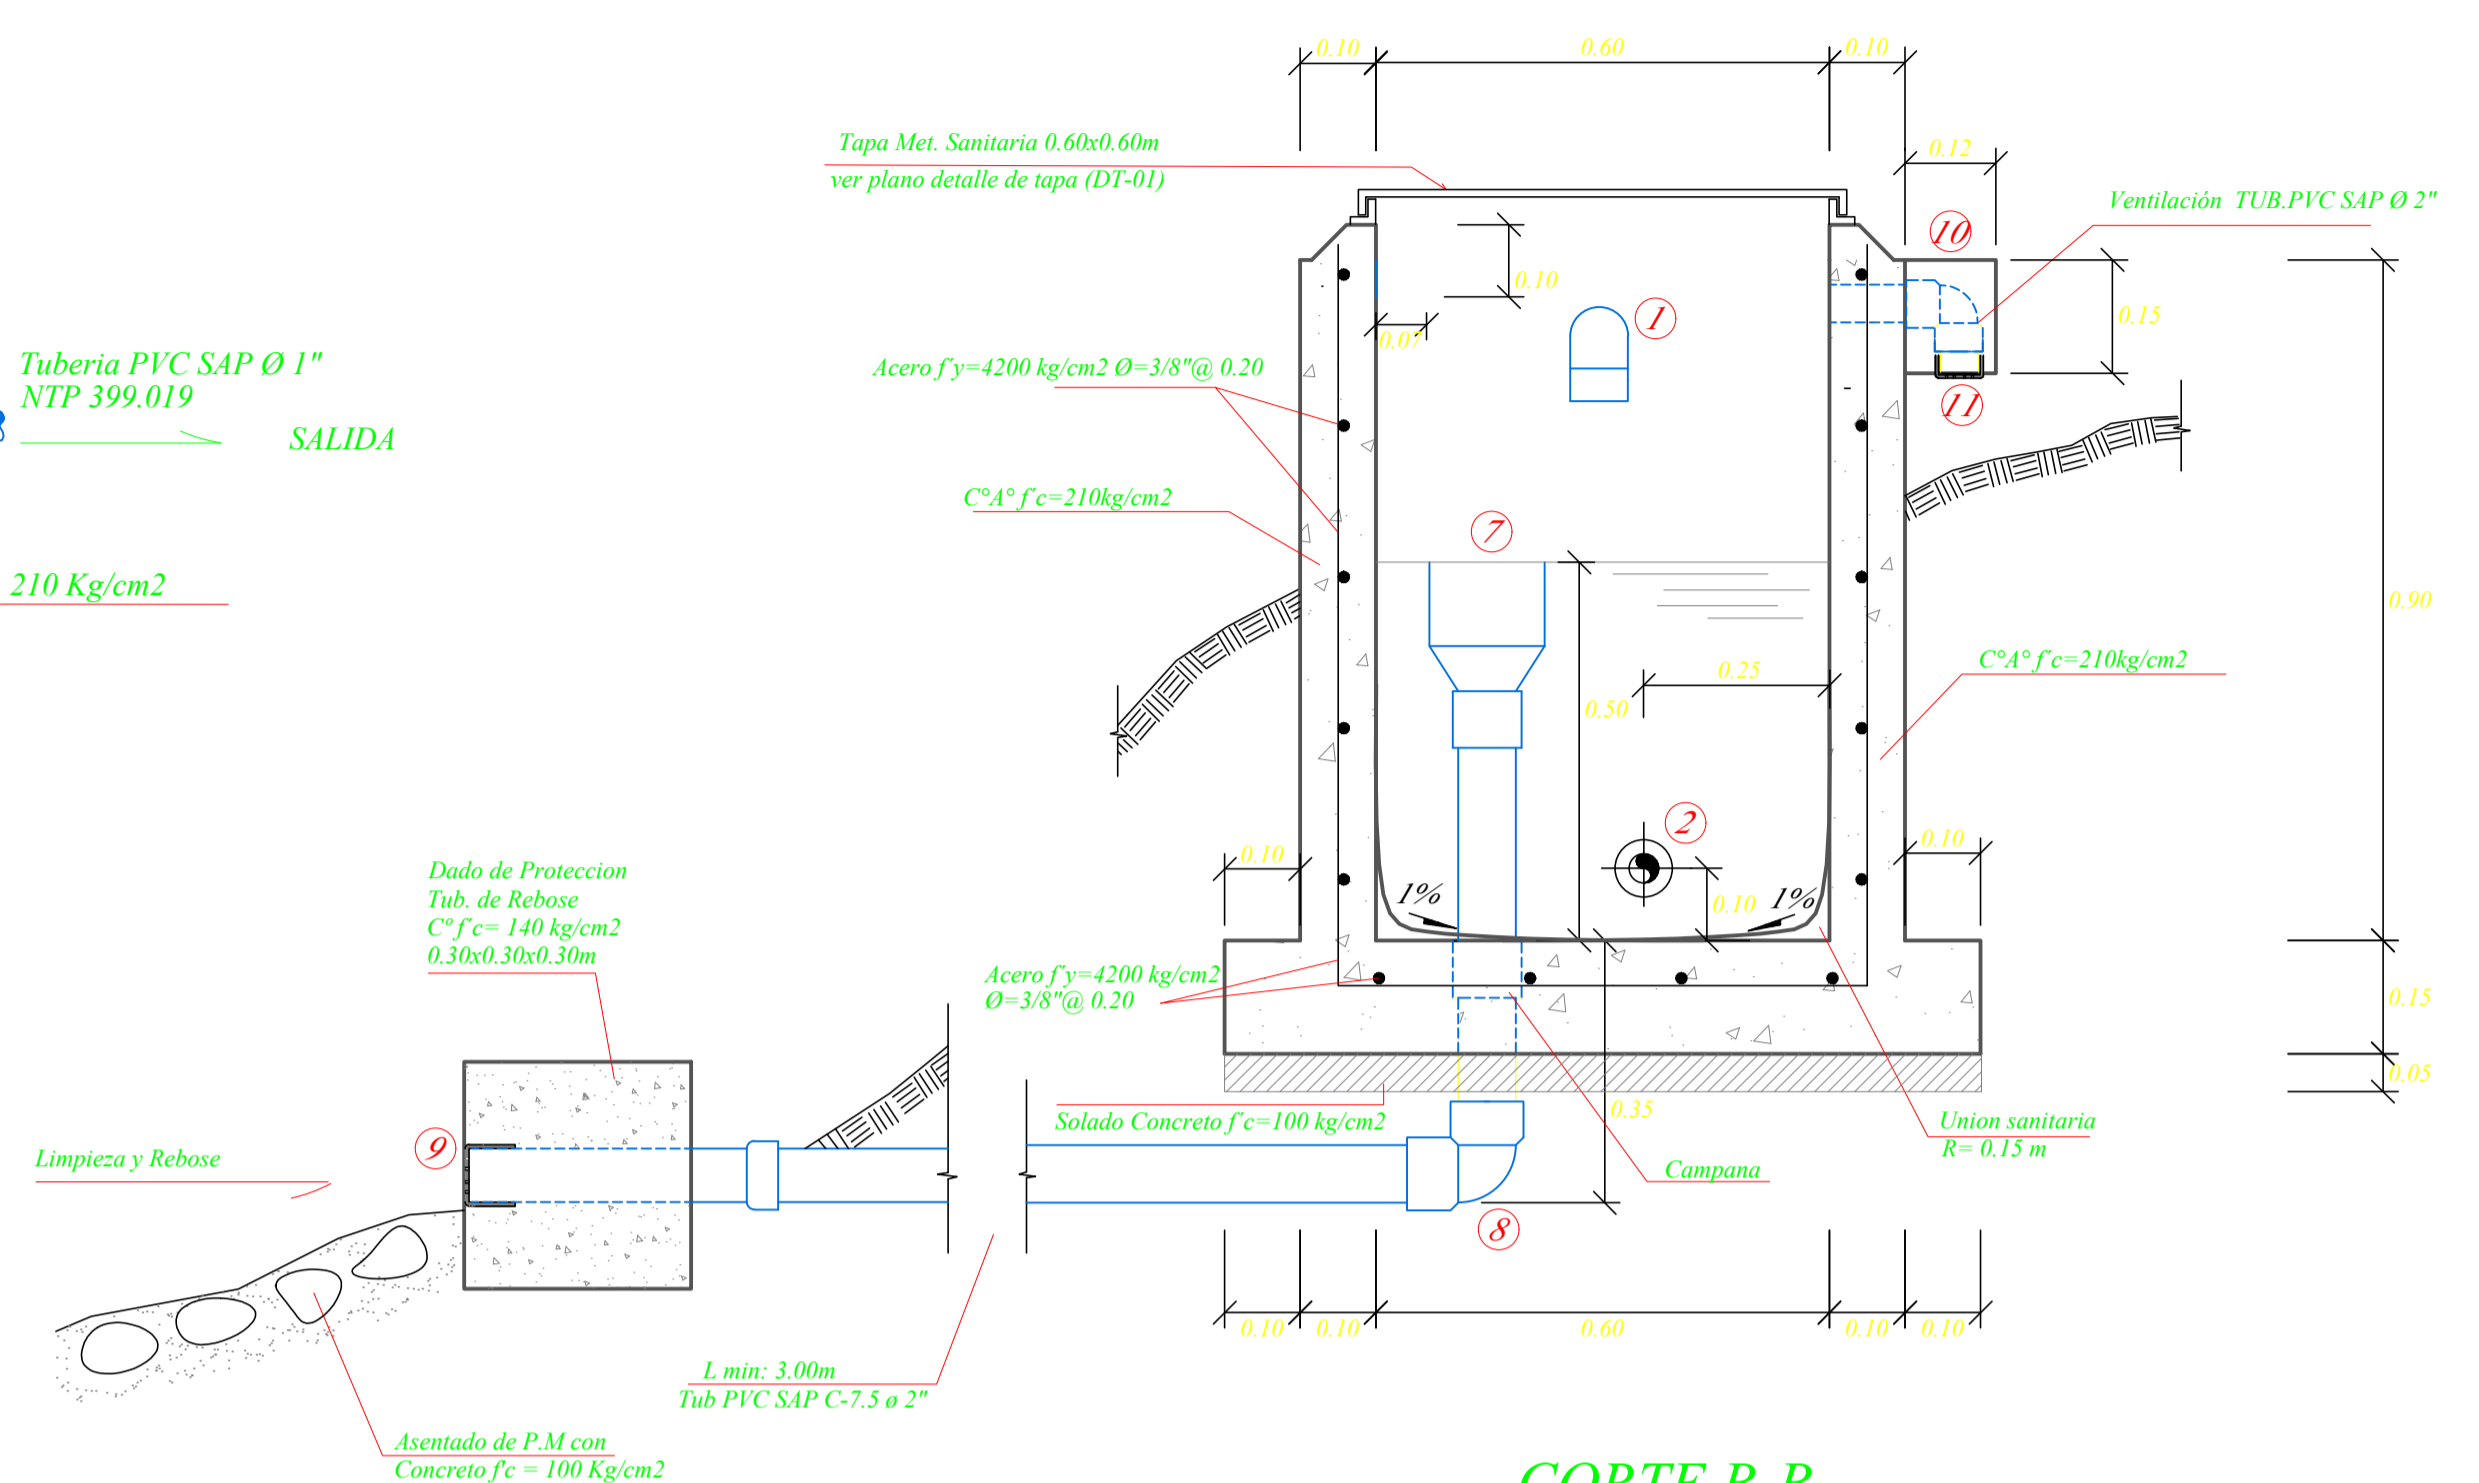 0.10
0.60
0.10
Tapa Met. Sanitaria 0.60x0.60m
ver plano detalle de tapa (DT-01)
0.12
Ventilación TUB.PVC SAP Ø 2"
10
0.10
1
0.07
0.15
11
Tuberia PVC SAP Ø 1"
NTP 399.019
SALIDA
Acero f'y=4200 kg/cm2 Ø=3/8"@ 0.20
C°A° f'c=210kg/cm2
7
210 Kg/cm2
0.90
0.25
0.50
C°A° f'c=210kg/cm2
2
0.10
0.10
1%
0.10
1%
Dado de Proteccion
Tub. de Rebose
C° f'c= 140 kg/cm2
0.30x0.30x0.30m
Acero f'y=4200 kg/cm2
Ø=3/8"@ 0.20
0.15
0.05
0.35
Solado Concreto f'c=100 kg/cm2
Union sanitaria
R= 0.15 m
9
Limpieza y Rebose
Campana
8
0.10
0.10
0.60
0.10
0.10
L min: 3.00m
Tub PVC SAP C-7.5 ø 2"
Asentado de P.M con
Concreto f'c = 100 Kg/cm2
CORTE B-B